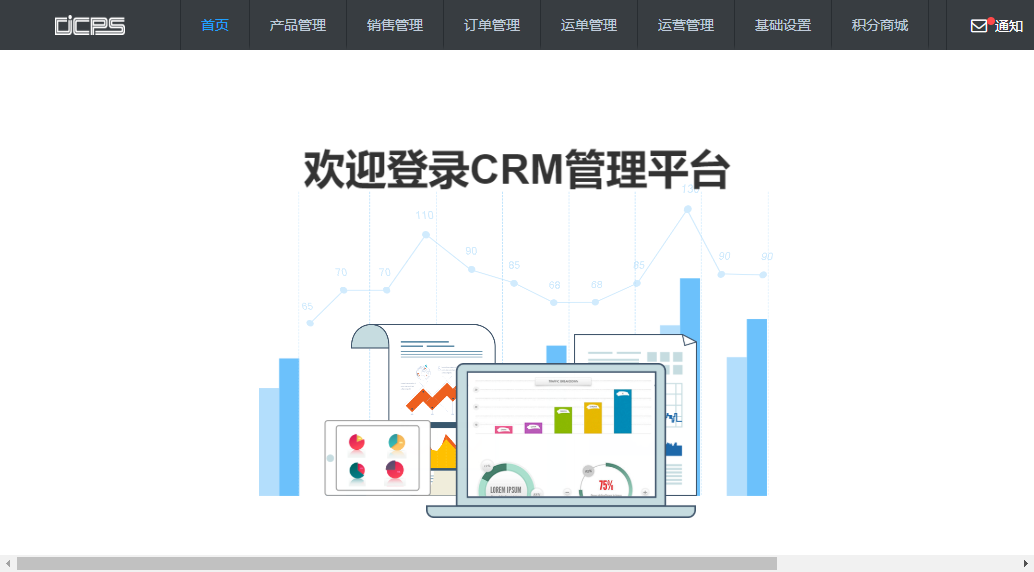 CICPS
首页
产品管理
销售管理
订单管理
运单管理
运营管理
基础设置
积分商城
通知
欢迎登录CRM管理平台
110
90
85
68
88
85
90
90
70
70
65
LOREM IPSUM
75%